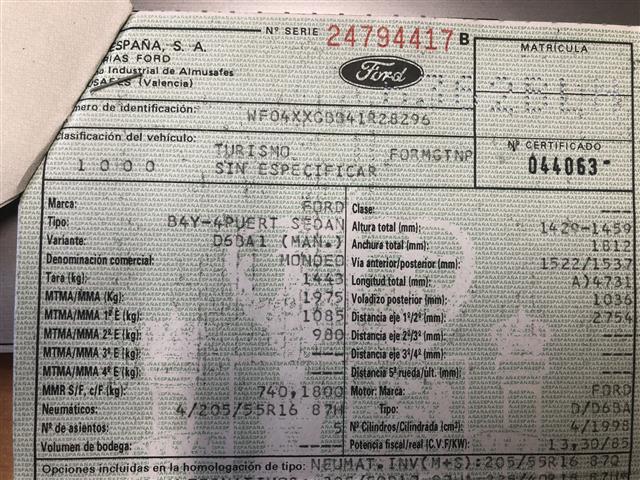 Nº SERIE 24794417 B
ESPAÑA, S. A.
RIAS FORD
Industrial de Almusafes
SAFES (Valencia)
Ford
MATRÍCULA
mero de identificación:
WF04XXGBB41R28296
Clasificación del vehículo:
TURISMO FORMGTNP
1000 SIN ESPECIFICAR
Nº CERTIFICADO
044063
Marca: FORD
Tipo: B4Y-4PUERT SEDAN
Variante: D6BA1 (MAN.)
Denominación comercial: MONDEO
Tara (kg): 1443
MTMA/MMA (Kg): 1975
MTMA/MMA 1º E (kg): 1085
MTMA/MMA 2º E (kg): 980
MTMA/MMA 3º E (kg): ---
MTMA/MMA 4º E (kg): ---
MMR S/F, c/F (kg): 740,1800
Neumáticos: 4/205/55R16 87H
Nº de asientos: 5
Volumen de bodega: ---
Clase: ---
Altura total (mm): 1429-1459
Anchura total (mm): 1812
Vía anterior/posterior (mm): 1522/1537
Longitud total (mm): A)4731
Voladizo posterior (mm): 1036
Distancia eje 1º/2º (mm): 2754
Distancia eje 2º/3º (mm): ---
Distancia eje 3º/4º (mm): ---
Distancia 5ª rueda/últ. (mm): ---
Motor: Marca: FORD
Tipo: D/D6BA
Nº Cilindros/Cilindrada (cm³): 4/1998
Potencia fiscal/real (C.V.F/KW): 13,30/85
Opciones incluidas en la homologación de tipo: NEUMAT.INV(M+S):205/55R16 87Q